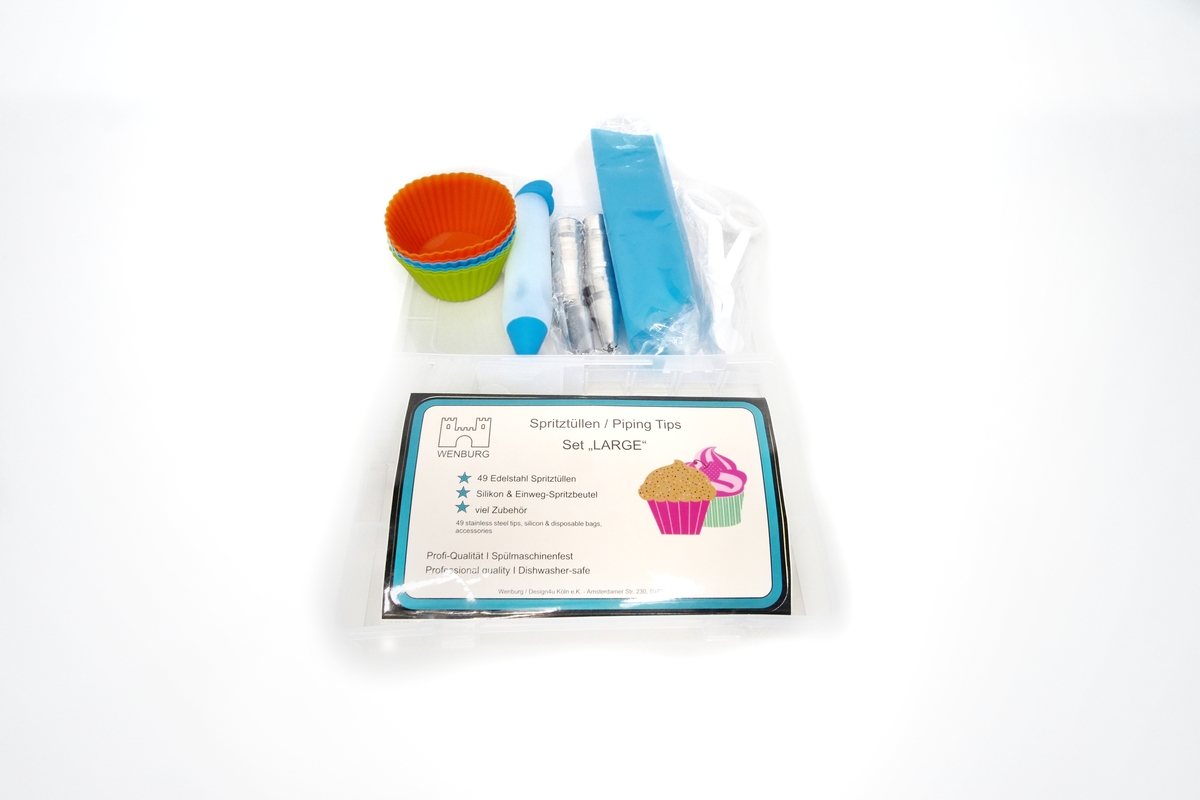 WENBURG
Spritztüllen / Piping Tips
Set „LARGE“
49 Edelstahl Spritztüllen
Silikon & Einweg-Spritzbeutel
viel Zubehör
49 stainless steel tips, silicon & disposable bags,
accessories
Profi-Qualität I Spülmaschinenfest
Professional quality I Dishwasher-safe
Wenburg / Design4u Köln e.K. - Amsterdamer Str. 230,